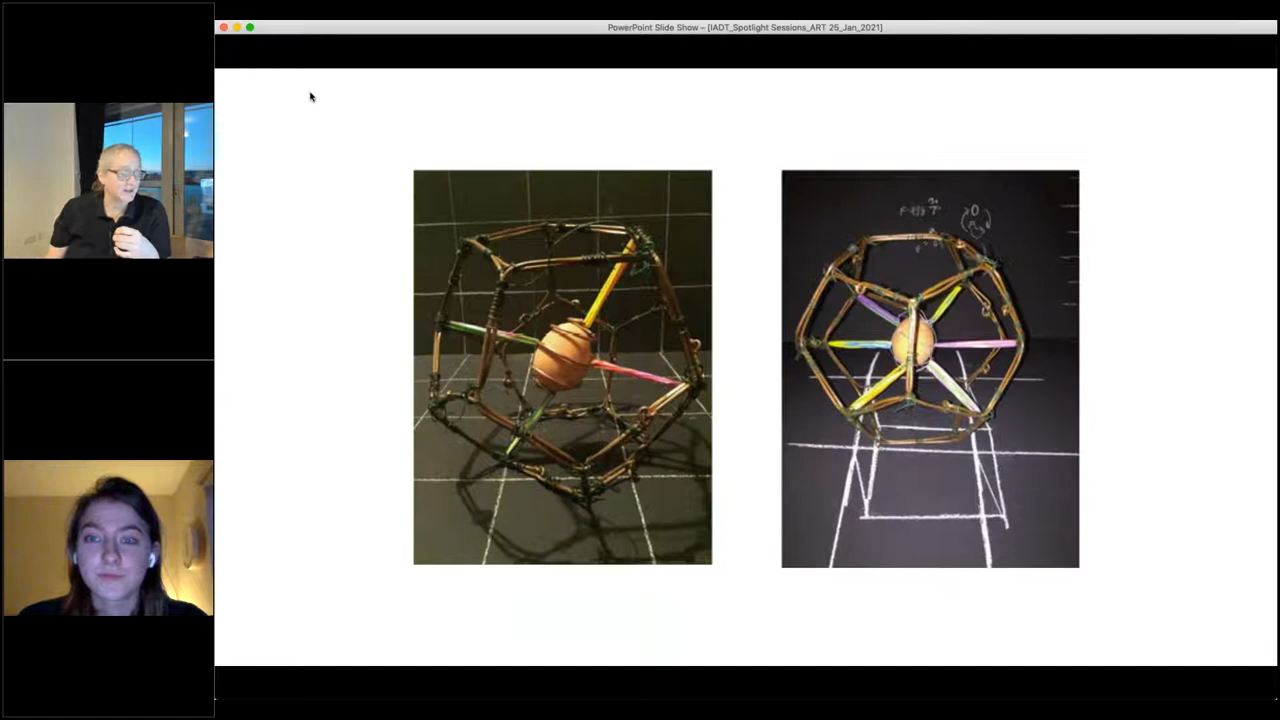 PowerPoint Slide Show – [IADT_Spotlight Sessions_ART 25_Jan_2021]